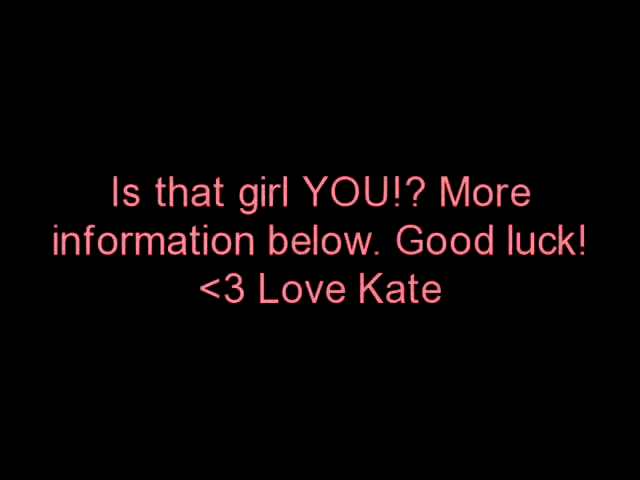 Is that girl YOU!? More
information below. Good luck!
<3 Love Kate